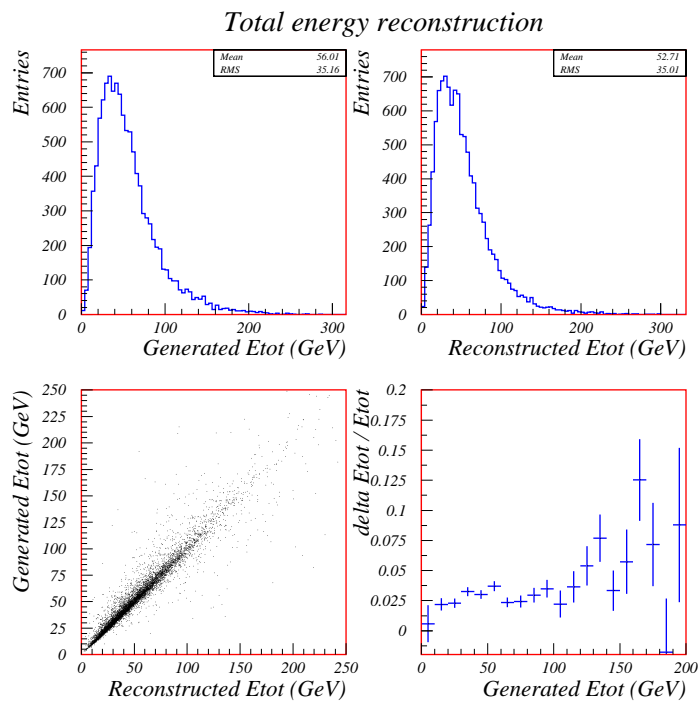 Total energy reconstruction
Entries
Mean 56.01
RMS 35.16
700
600
500
400
300
200
100
0
0 100 200 300
Generated Etot (GeV)
Entries
Mean 52.71
RMS 35.01
700
600
500
400
300
200
100
0
0 100 200 300
Reconstructed Etot (GeV)
Generated Etot (GeV)
250
225
200
175
150
125
100
75
50
25
0
0 50 100 150 200 250
Reconstructed Etot (GeV)
delta Etot / Etot
0.2
0.175
0.15
0.125
0.1
0.075
0.05
0.025
0
0 50 100 150 200
Generated Etot (GeV)